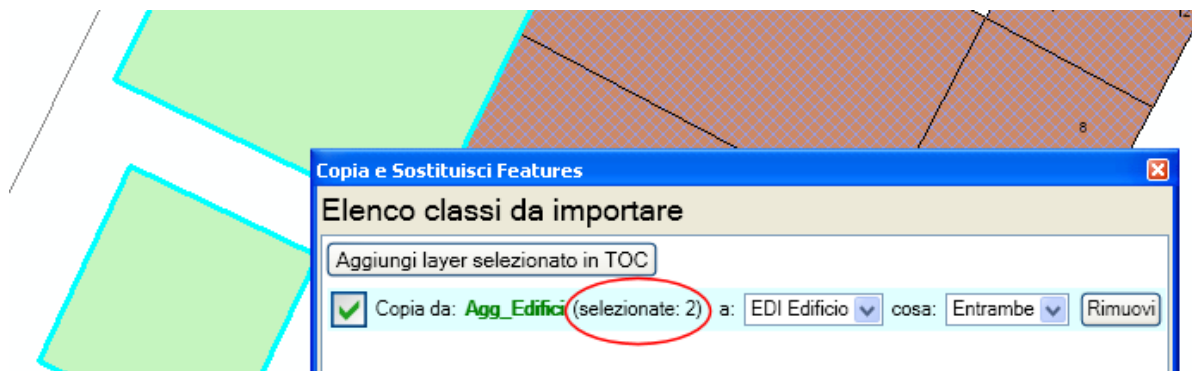 12
8
Copia e Sostituisci Features
Elenco classi da importare
Aggiungi layer selezionato in TOC
Copia da: Agg_Edifici (selezionate: 2) a: EDI Edificio cosa: Entrambe Rimuovi